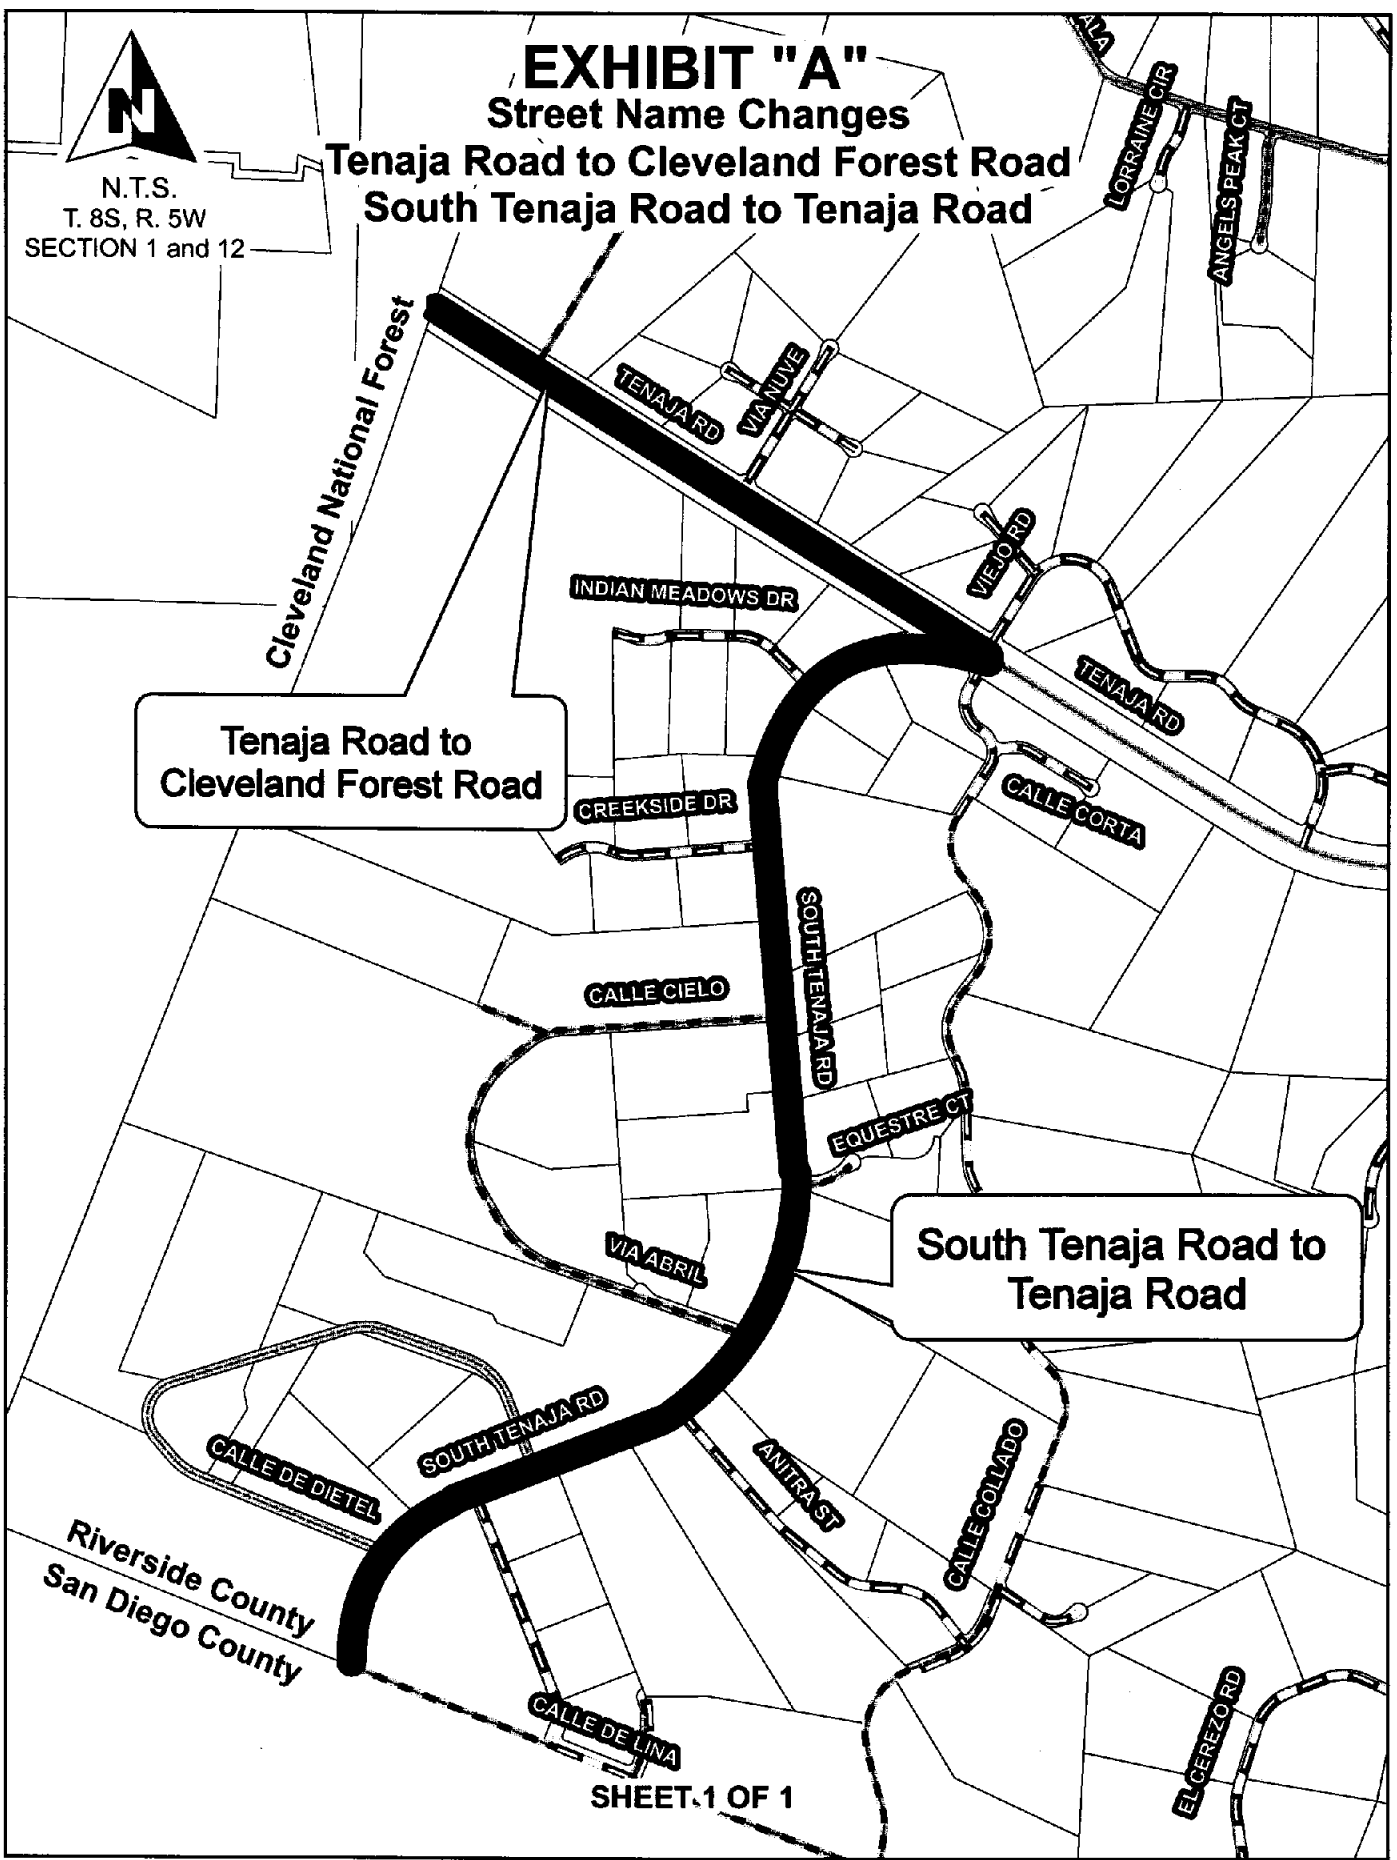 EXHIBIT "A"
Street Name Changes
Tenaja Road to Cleveland Forest Road
South Tenaja Road to Tenaja Road
N
N.T.S.
T. 8S, R. 5W
SECTION 1 and 12
ALA
LORRAINE CIR
ANGELS PEAK CT
Cleveland National Forest
TENAJA RD
VIA NUVE
VIEJO RD
INDIAN MEADOWS DR
TENAJA RD
Tenaja Road to
Cleveland Forest Road
CREEKSIDE DR
CALLE CORTA
SOUTH TENAJA RD
CALLE CIELO
EQUESTRE CT
South Tenaja Road to
Tenaja Road
VIA ABRIL
SOUTH TENAJA RD
CALLE DE DIETEL
ANITRA ST
CALLE COLLADO
Riverside County
San Diego County
CALLE DE LINA
EL CEREZO RD
SHEET 1 OF 1